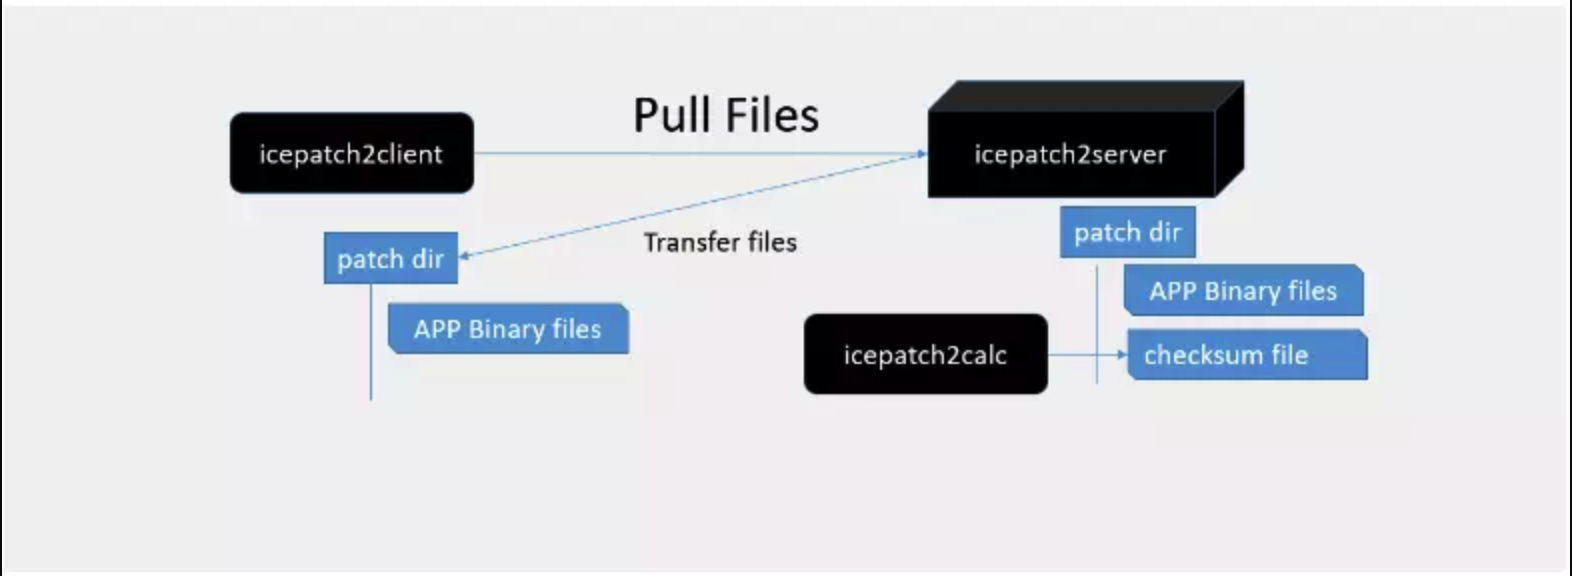 Pull Files
icepatch2client
icepatch2server
patch dir
Transfer files
patch dir
APP Binary files
APP Binary files
icepatch2calc
checksum file